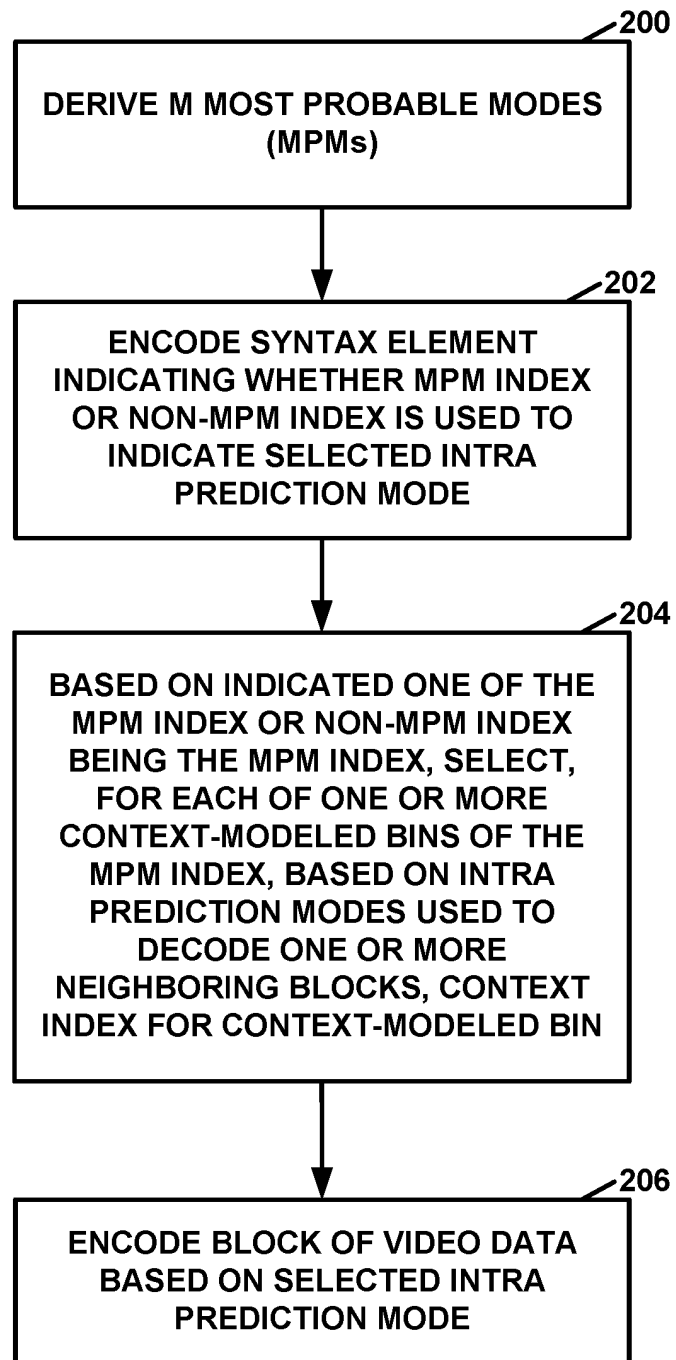 200
DERIVE M MOST PROBABLE MODES
(MPMs)
202
ENCODE SYNTAX ELEMENT
INDICATING WHETHER MPM INDEX
OR NON-MPM INDEX IS USED TO
INDICATE SELECTED INTRA
PREDICTION MODE
204
BASED ON INDICATED ONE OF THE
MPM INDEX OR NON-MPM INDEX
BEING THE MPM INDEX, SELECT,
FOR EACH OF ONE OR MORE
CONTEXT-MODELED BINS OF THE
MPM INDEX, BASED ON INTRA
PREDICTION MODES USED TO
DECODE ONE OR MORE
NEIGHBORING BLOCKS, CONTEXT
INDEX FOR CONTEXT-MODELED BIN
206
ENCODE BLOCK OF VIDEO DATA
BASED ON SELECTED INTRA
PREDICTION MODE